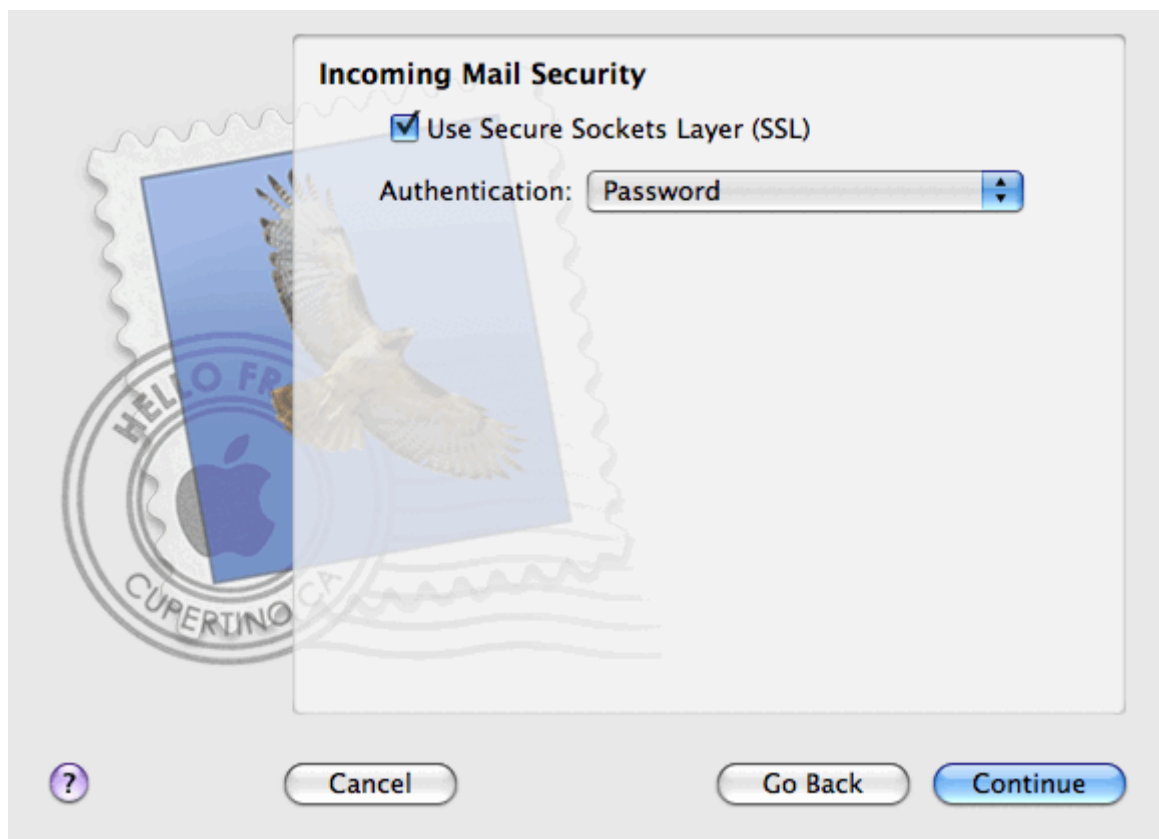 Incoming Mail Security
Use Secure Sockets Layer (SSL)
Authentication: Password
HELLO FR
CUPERTINO CA
? Cancel Go Back Continue